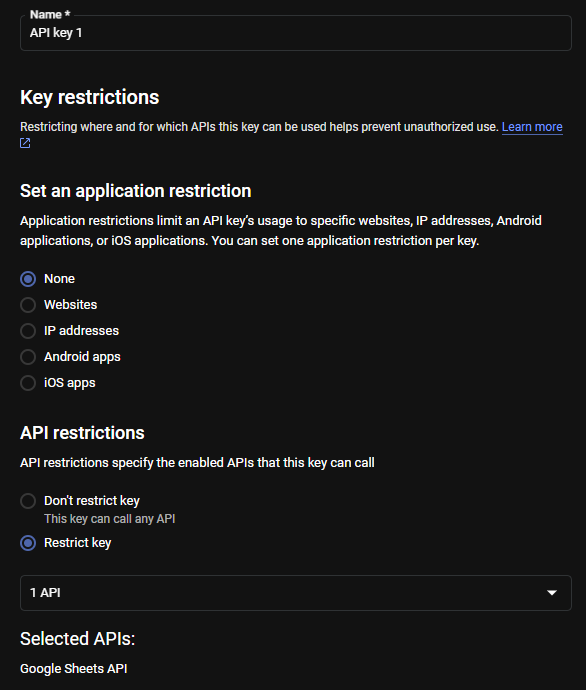 Name *
API key 1
Key restrictions
Restricting where and for which APIs this key can be used helps prevent unauthorized use. Learn more
Set an application restriction
Application restrictions limit an API key’s usage to specific websites, IP addresses, Android
applications, or iOS applications. You can set one application restriction per key.
None
Websites
IP addresses
Android apps
iOS apps
API restrictions
API restrictions specify the enabled APIs that this key can call
Don't restrict key
This key can call any API
Restrict key
1 API
Selected APIs:
Google Sheets API